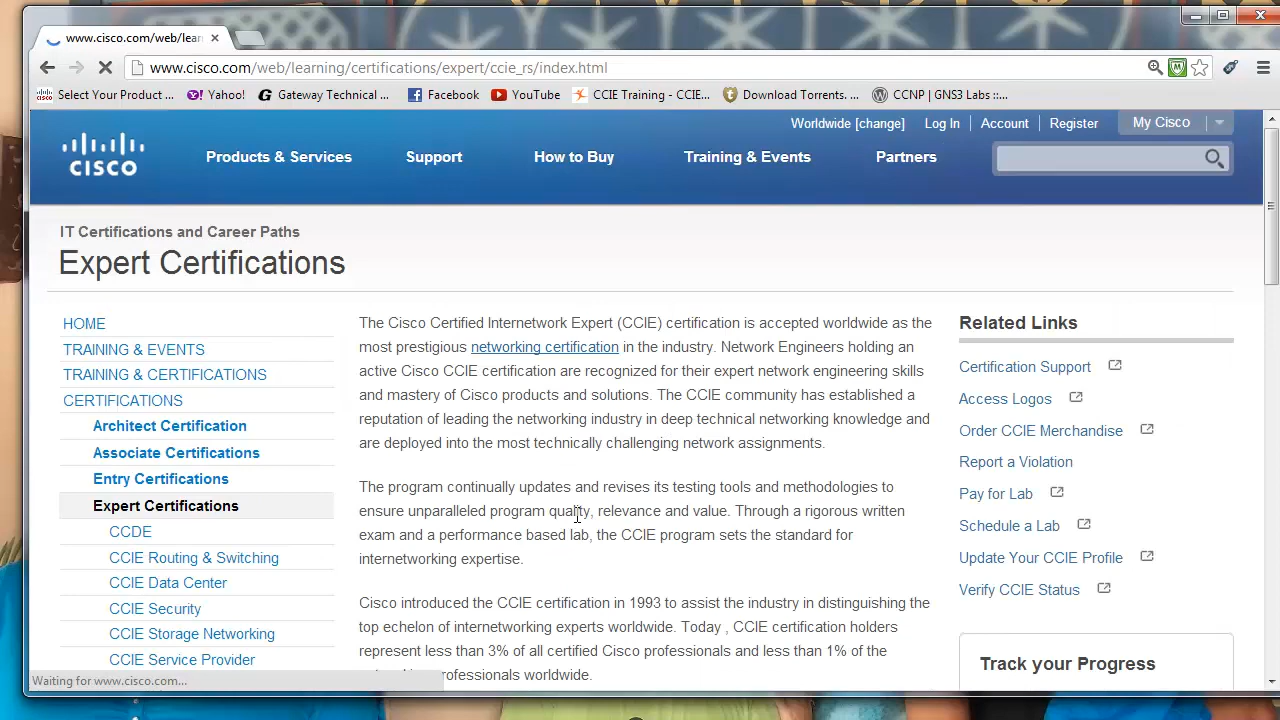 www.cisco.com/web/lear
www.cisco.com/web/learning/certifications/expert/ccie_rs/index.html
Select Your Product ... Yahoo! Gateway Technical ... Facebook YouTube CCIE Training - CCIE... Download Torrents. ... CCNP | GNS3 Labs ::...
Worldwide [change] Log In Account Register My Cisco
CISCO Products & Services Support How to Buy Training & Events Partners
IT Certifications and Career Paths
Expert Certifications
HOME
TRAINING & EVENTS
TRAINING & CERTIFICATIONS
CERTIFICATIONS
Architect Certification
Associate Certifications
Entry Certifications
Expert Certifications
CCDE
CCIE Routing & Switching
CCIE Data Center
CCIE Security
CCIE Storage Networking
CCIE Service Provider
The Cisco Certified Internetwork Expert (CCIE) certification is accepted worldwide as the
most prestigious networking certification in the industry. Network Engineers holding an
active Cisco CCIE certification are recognized for their expert network engineering skills
and mastery of Cisco products and solutions. The CCIE community has established a
reputation of leading the networking industry in deep technical networking knowledge and
are deployed into the most technically challenging network assignments.
The program continually updates and revises its testing tools and methodologies to
ensure unparalleled program quality, relevance and value. Through a rigorous written
exam and a performance based lab, the CCIE program sets the standard for
internetworking expertise.
Cisco introduced the CCIE certification in 1993 to assist the industry in distinguishing the
top echelon of internetworking experts worldwide. Today , CCIE certification holders
represent less than 3% of all certified Cisco professionals and less than 1% of the
professionals worldwide.
Related Links
Certification Support
Access Logos
Order CCIE Merchandise
Report a Violation
Pay for Lab
Schedule a Lab
Update Your CCIE Profile
Verify CCIE Status
Track your Progress
Waiting for www.cisco.com...